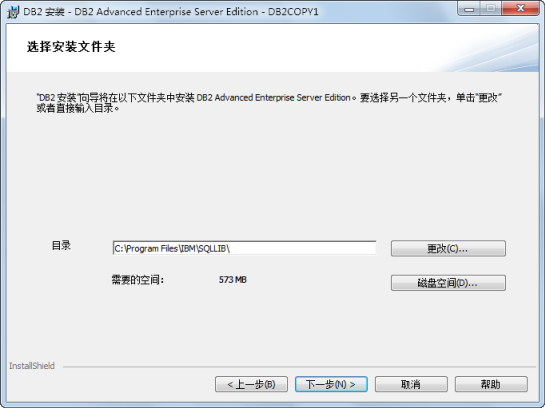 DB2 安装 - DB2 Advanced Enterprise Server Edition - DB2COPY1
选择安装文件夹
"DB2 安装"向导将在以下文件夹中安装 DB2 Advanced Enterprise Server Edition。要选择另一个文件夹，单击"更改"
或者直接输入目录。
目录
C:\Program Files\IBM\SQLLIB\
更改(C)...
需要的空间：
573 MB
磁盘空间(D)...
InstallShield
< 上一步(B)
下一步(N) >
取消
帮助